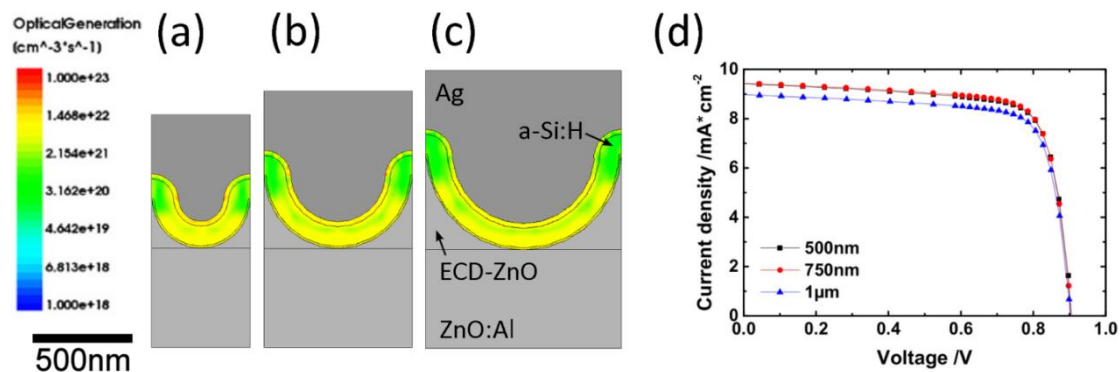 OpticalGeneration
(cm^-3*s^-1)
1.000e+23
1.468e+22
2.154e+21
3.162e+20
4.642e+19
6.813e+18
1.000e+18
500nm
(a)
(b)
(c)
Ag
a-Si:H
ECD-ZnO
ZnO:Al
(d)
Current density /mA*cm⁻²
10
8
6
4
2
0
500nm
750nm
1µm
0.0 0.2 0.4 0.6 0.8 1.0
Voltage /V